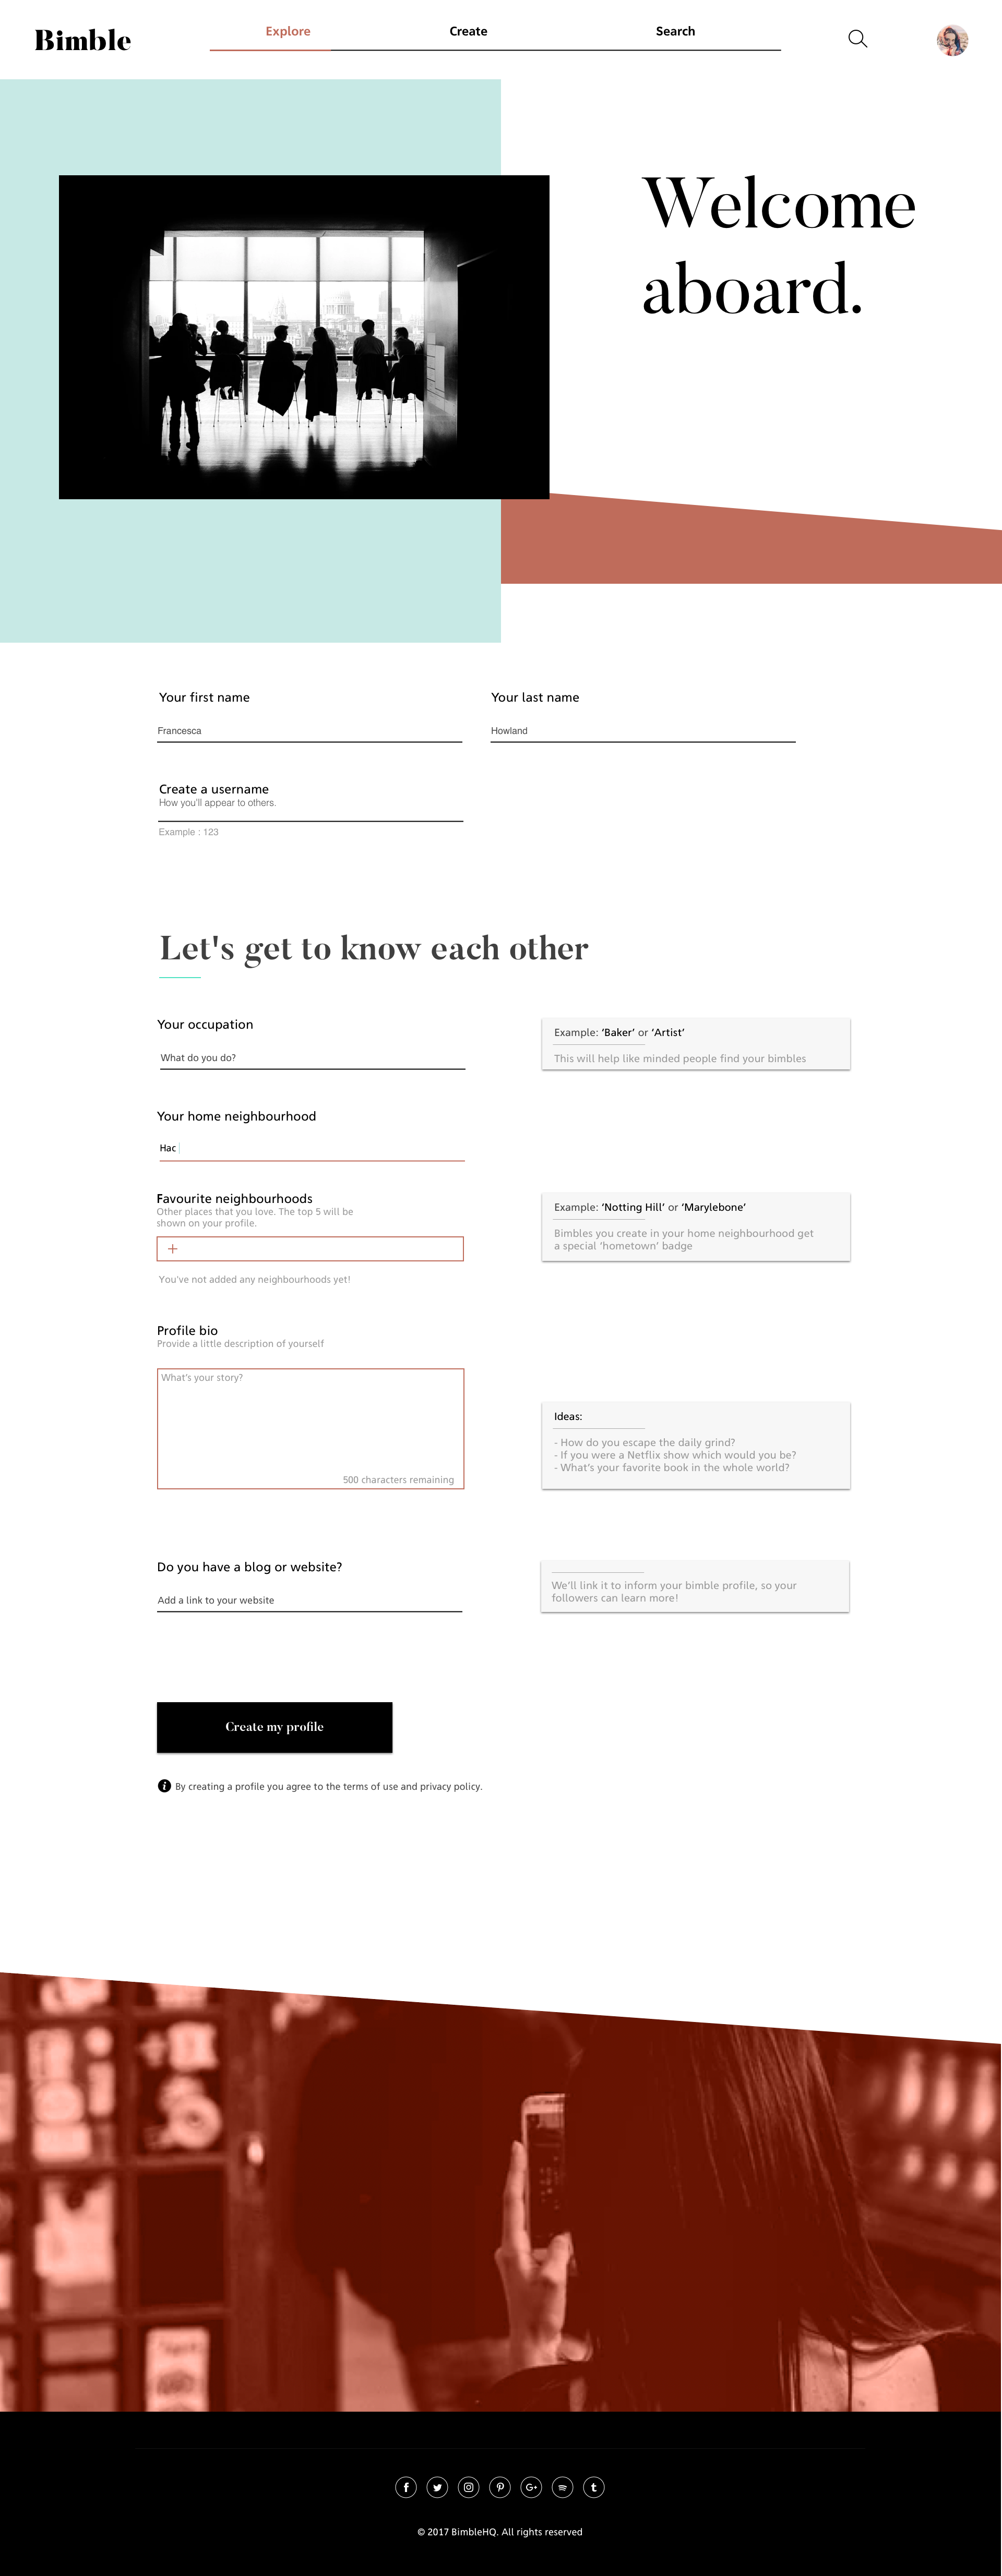 Bimble
Explore
Create
Search
Welcome
aboard.
Your first name
Your last name
Francesca
Howland
Create a username
How you'll appear to others.
Example : 123
Let's get to know each other
Your occupation
What do you do?
Example: ‘Baker’ or ‘Artist’
This will help like minded people find your bimbles
Your home neighbourhood
Hac
Favourite neighbourhoods
Other places that you love. The top 5 will be
shown on your profile.
+
You've not added any neighbourhoods yet!
Example: ‘Notting Hill’ or ‘Marylebone’
Bimbles you create in your home neighbourhood get
a special ‘hometown’ badge
Profile bio
Provide a little description of yourself
What's your story?
500 characters remaining
Ideas:
- How do you escape the daily grind?
- If you were a Netflix show which would you be?
- What's your favorite book in the whole world?
Do you have a blog or website?
Add a link to your website
We'll link it to inform your bimble profile, so your
followers can learn more!
Create my profile
By creating a profile you agree to the terms of use and privacy policy.
© 2017 BimbleHQ. All rights reserved